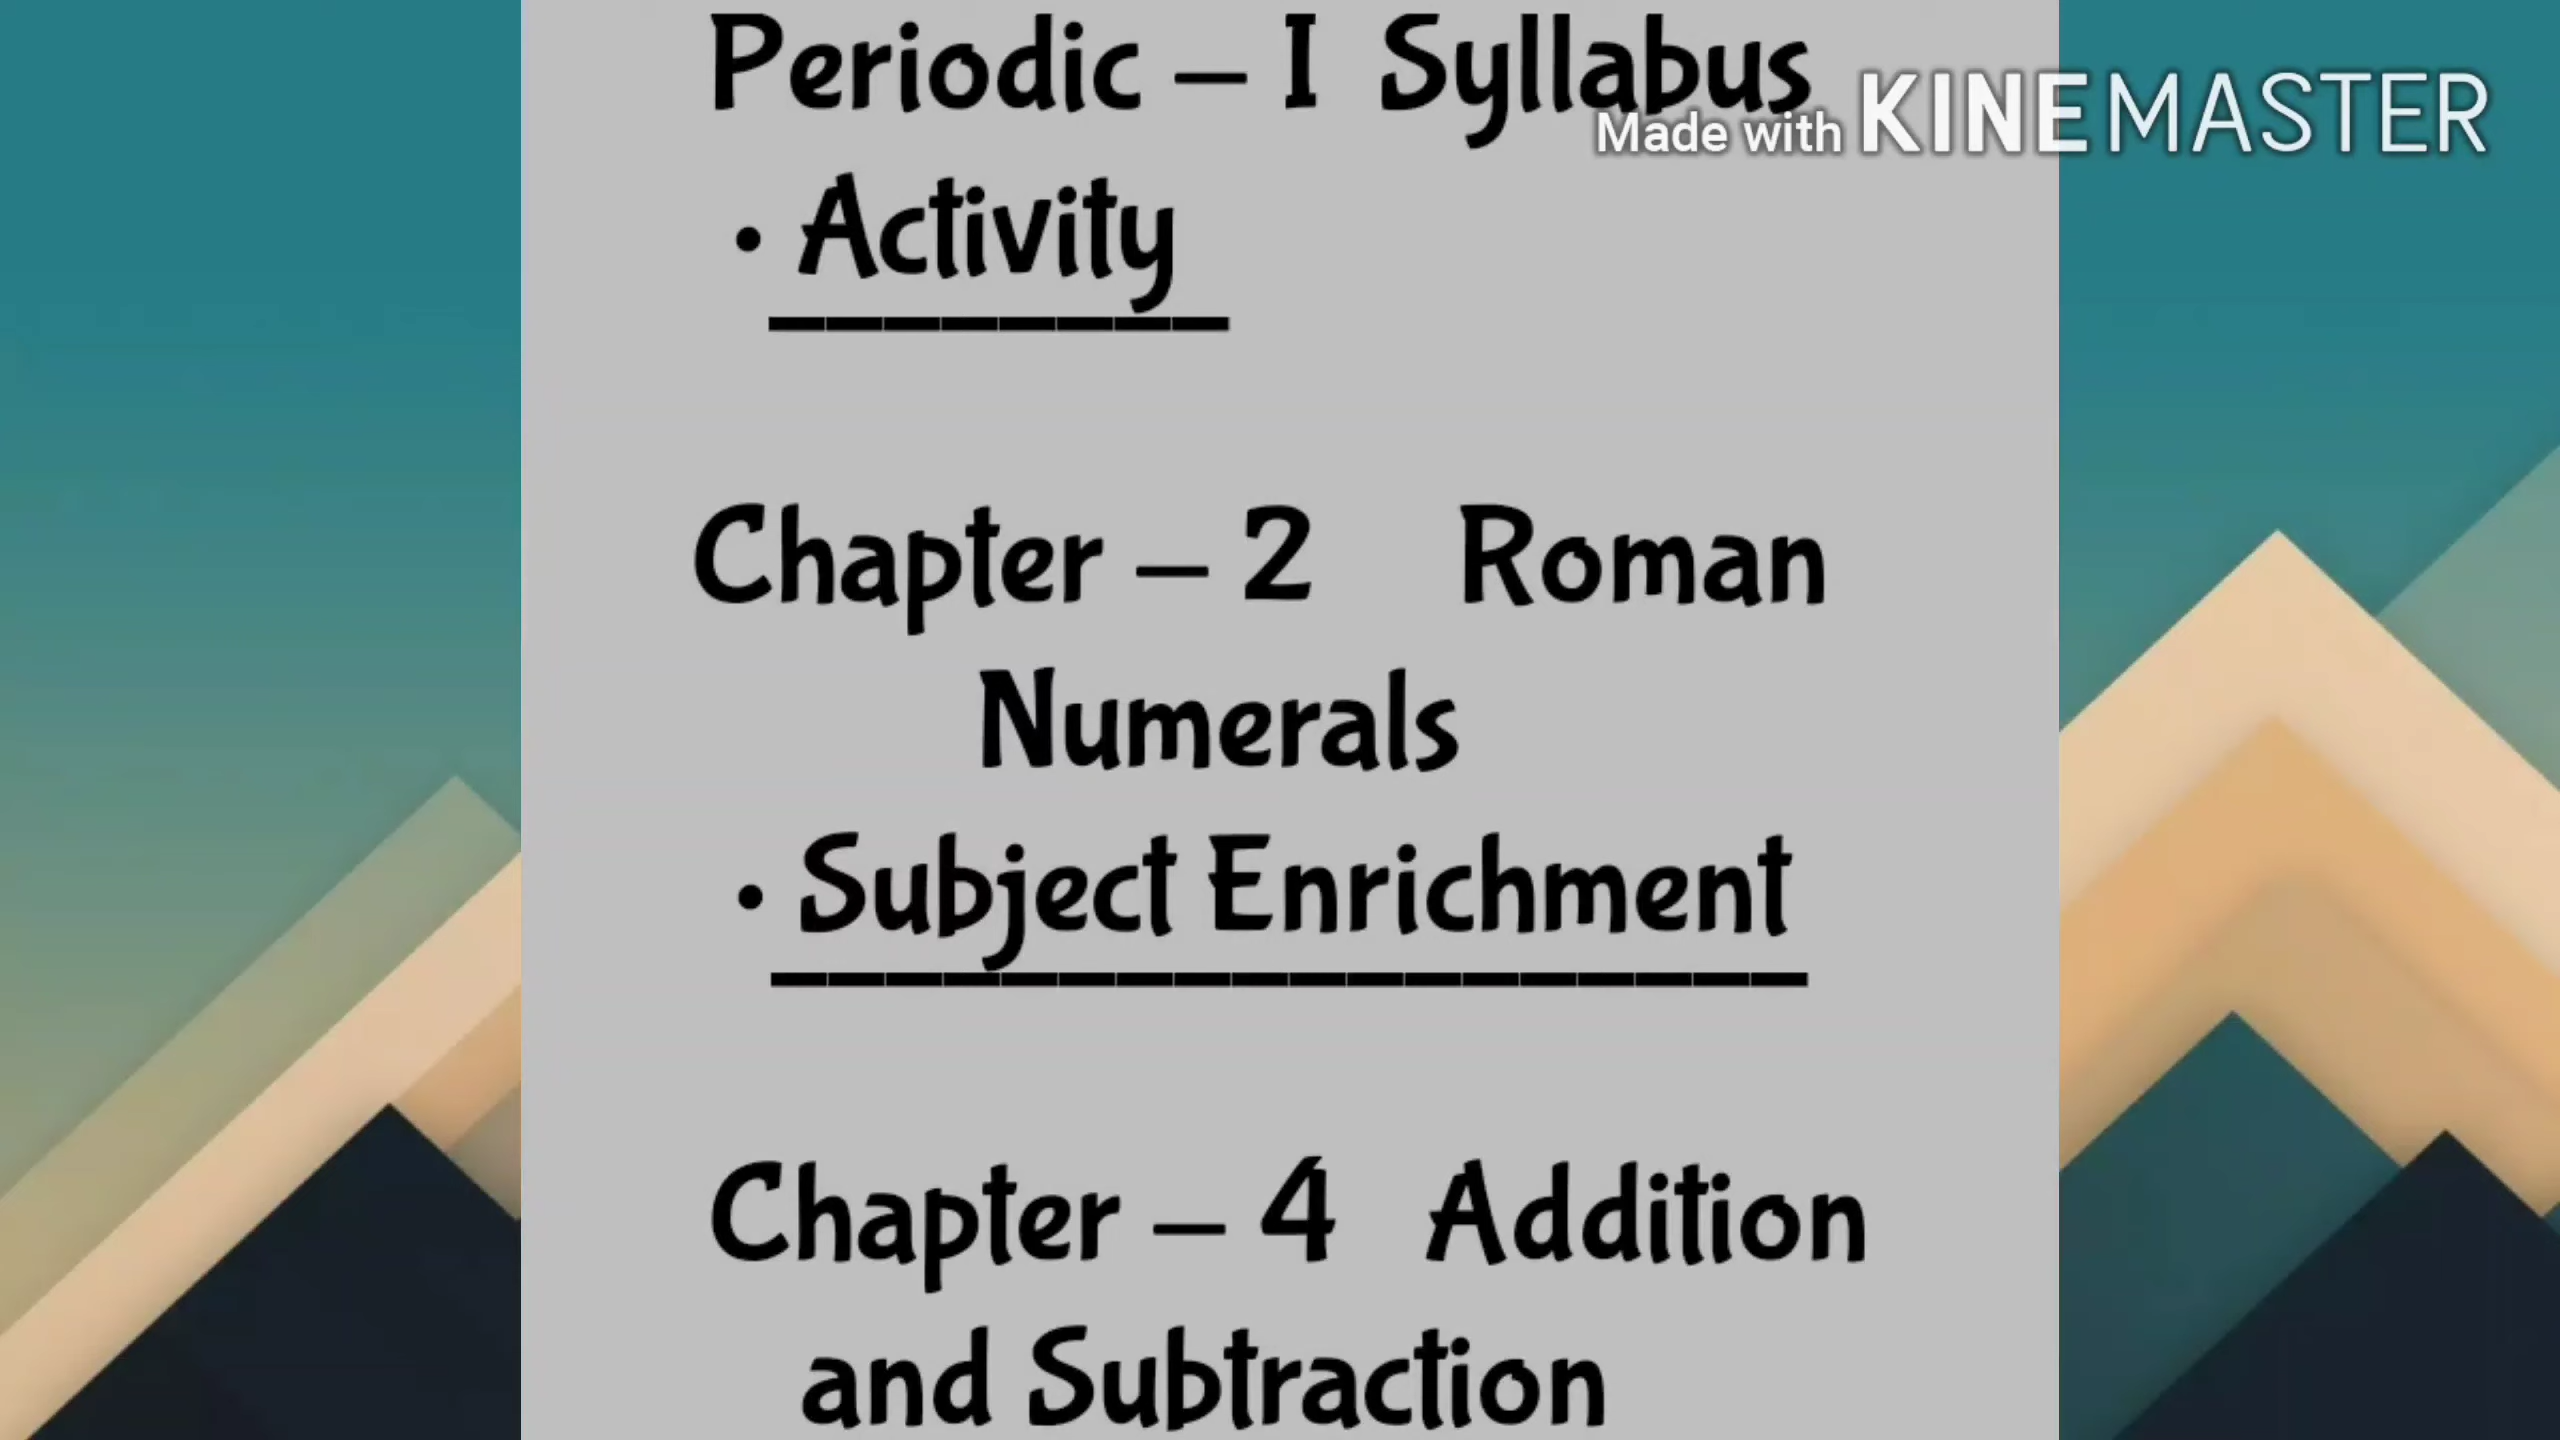 Periodic – I Syllabus
Made with KINEMASTER
• Activity
Chapter – 2 Roman
Numerals
• Subject Enrichment
Chapter – 4 Addition
and Subtraction